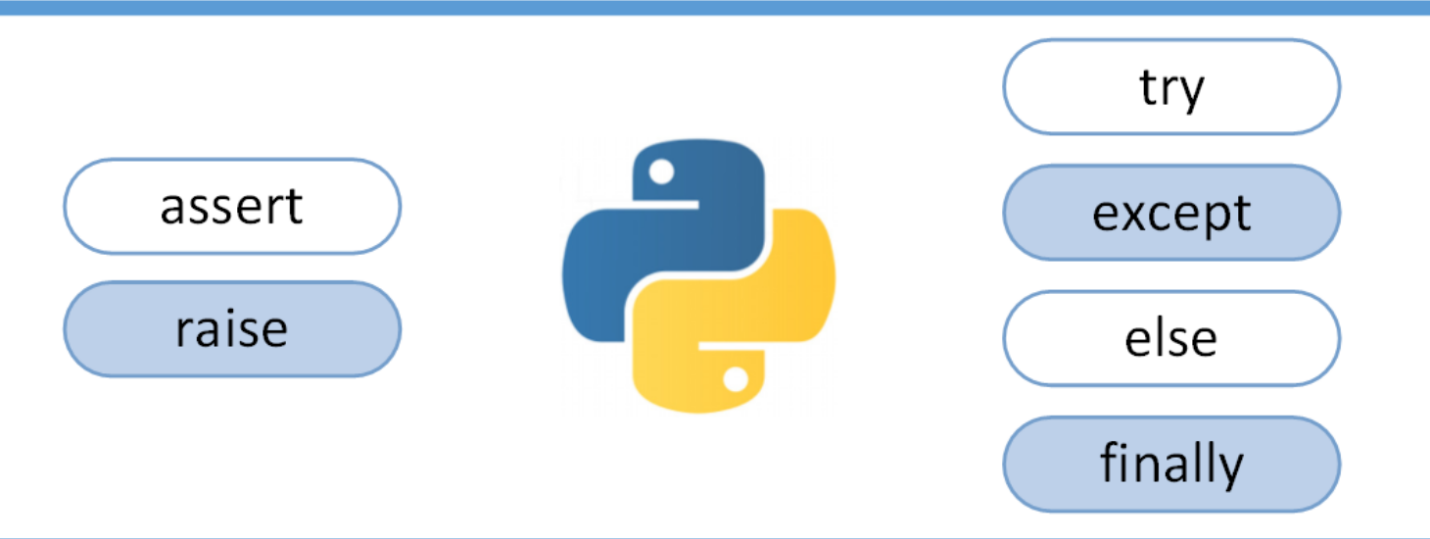 assert
raise
try
except
else
finally